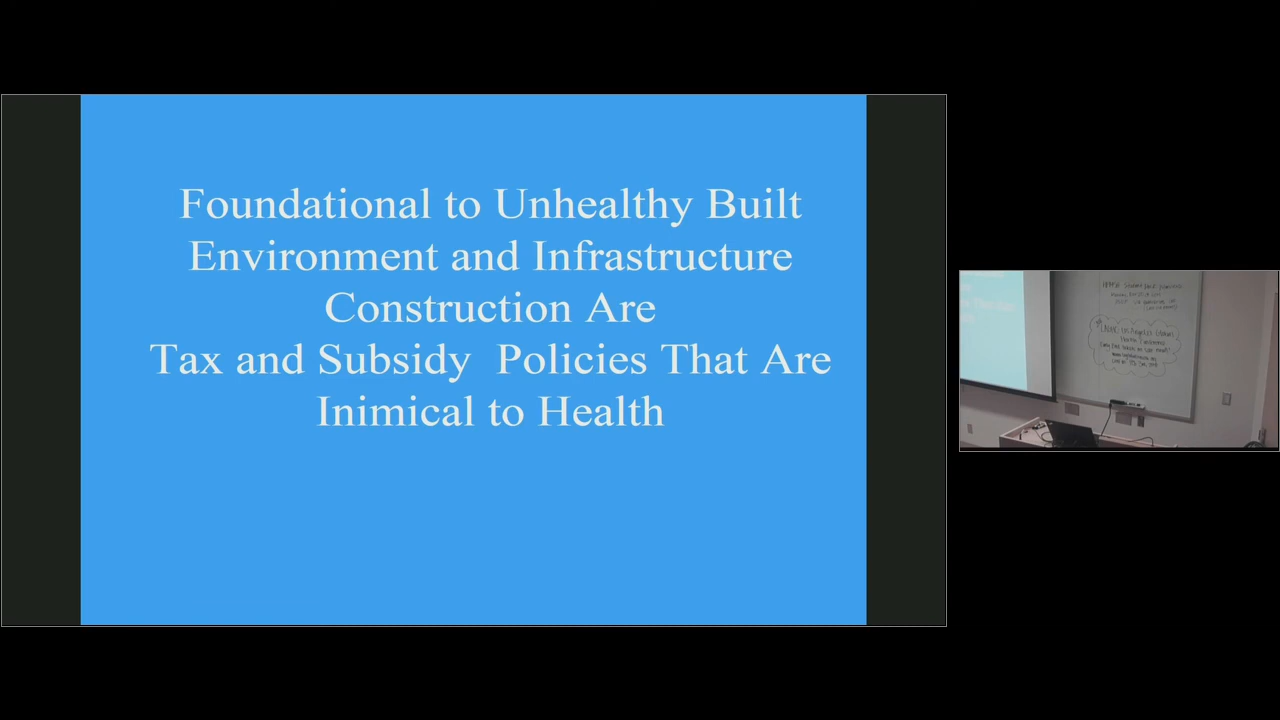 Foundational to Unhealthy Built
Environment and Infrastructure
Construction Are
Tax and Subsidy Policies That Are
Inimical to Health